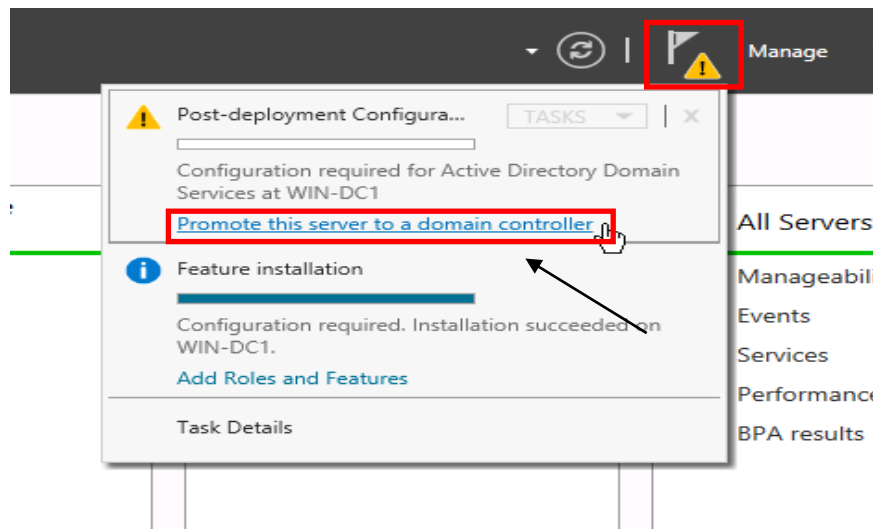 Manage
Post-deployment Configura...
TASKS
Configuration required for Active Directory Domain
Services at WIN-DC1
Promote this server to a domain controller
Feature installation
Configuration required. Installation succeeded on
WIN-DC1.
Add Roles and Features
Task Details
All Servers
Manageabili
Events
Services
Performance
BPA results